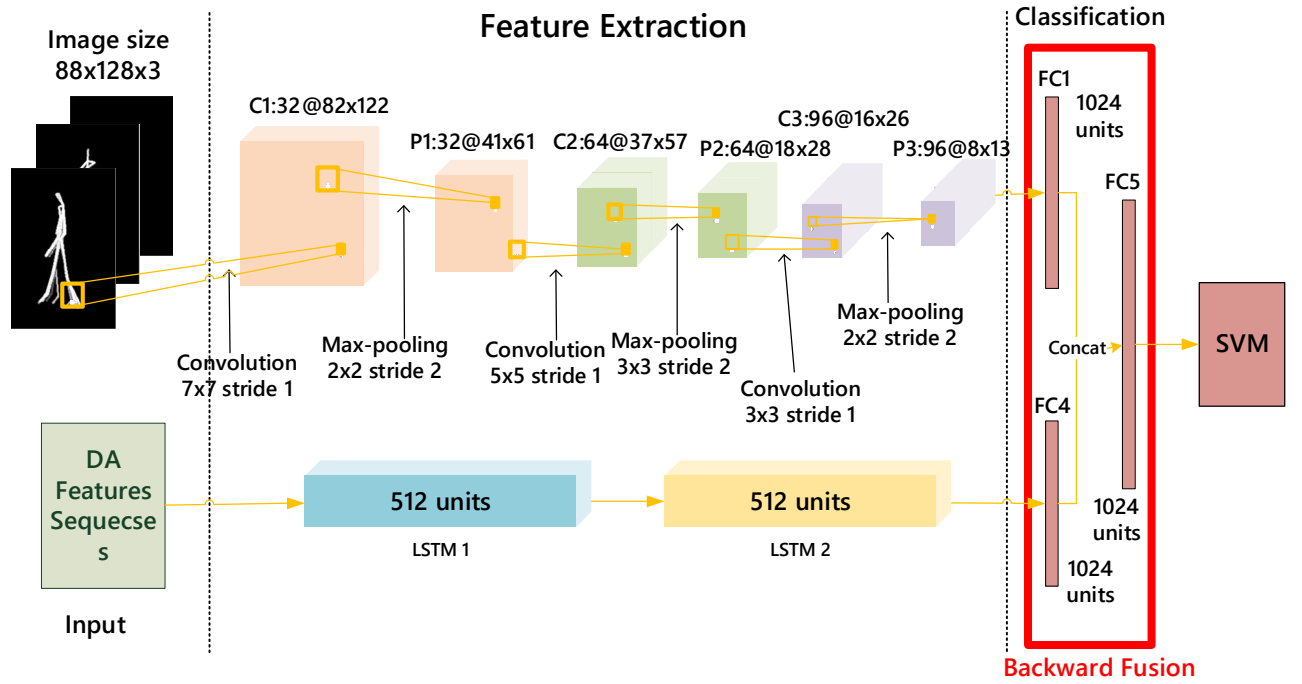 Feature Extraction
Classification
Image size
88x128x3
C1:32@82x122
P1:32@41x61
C2:64@37x57
P2:64@18x28
C3:96@16x26
P3:96@8x13
Convolution
7x7 stride 1
Max-pooling
2x2 stride 2
Convolution
5x5 stride 1
Max-pooling
3x3 stride 2
Convolution
3x3 stride 1
Max-pooling
2x2 stride 2
FC1
1024
units
FC5
Concat
FC4
1024
units
1024
units
SVM
DA
Features
Sequecse
s
Input
512 units
LSTM 1
512 units
LSTM 2
Backward Fusion